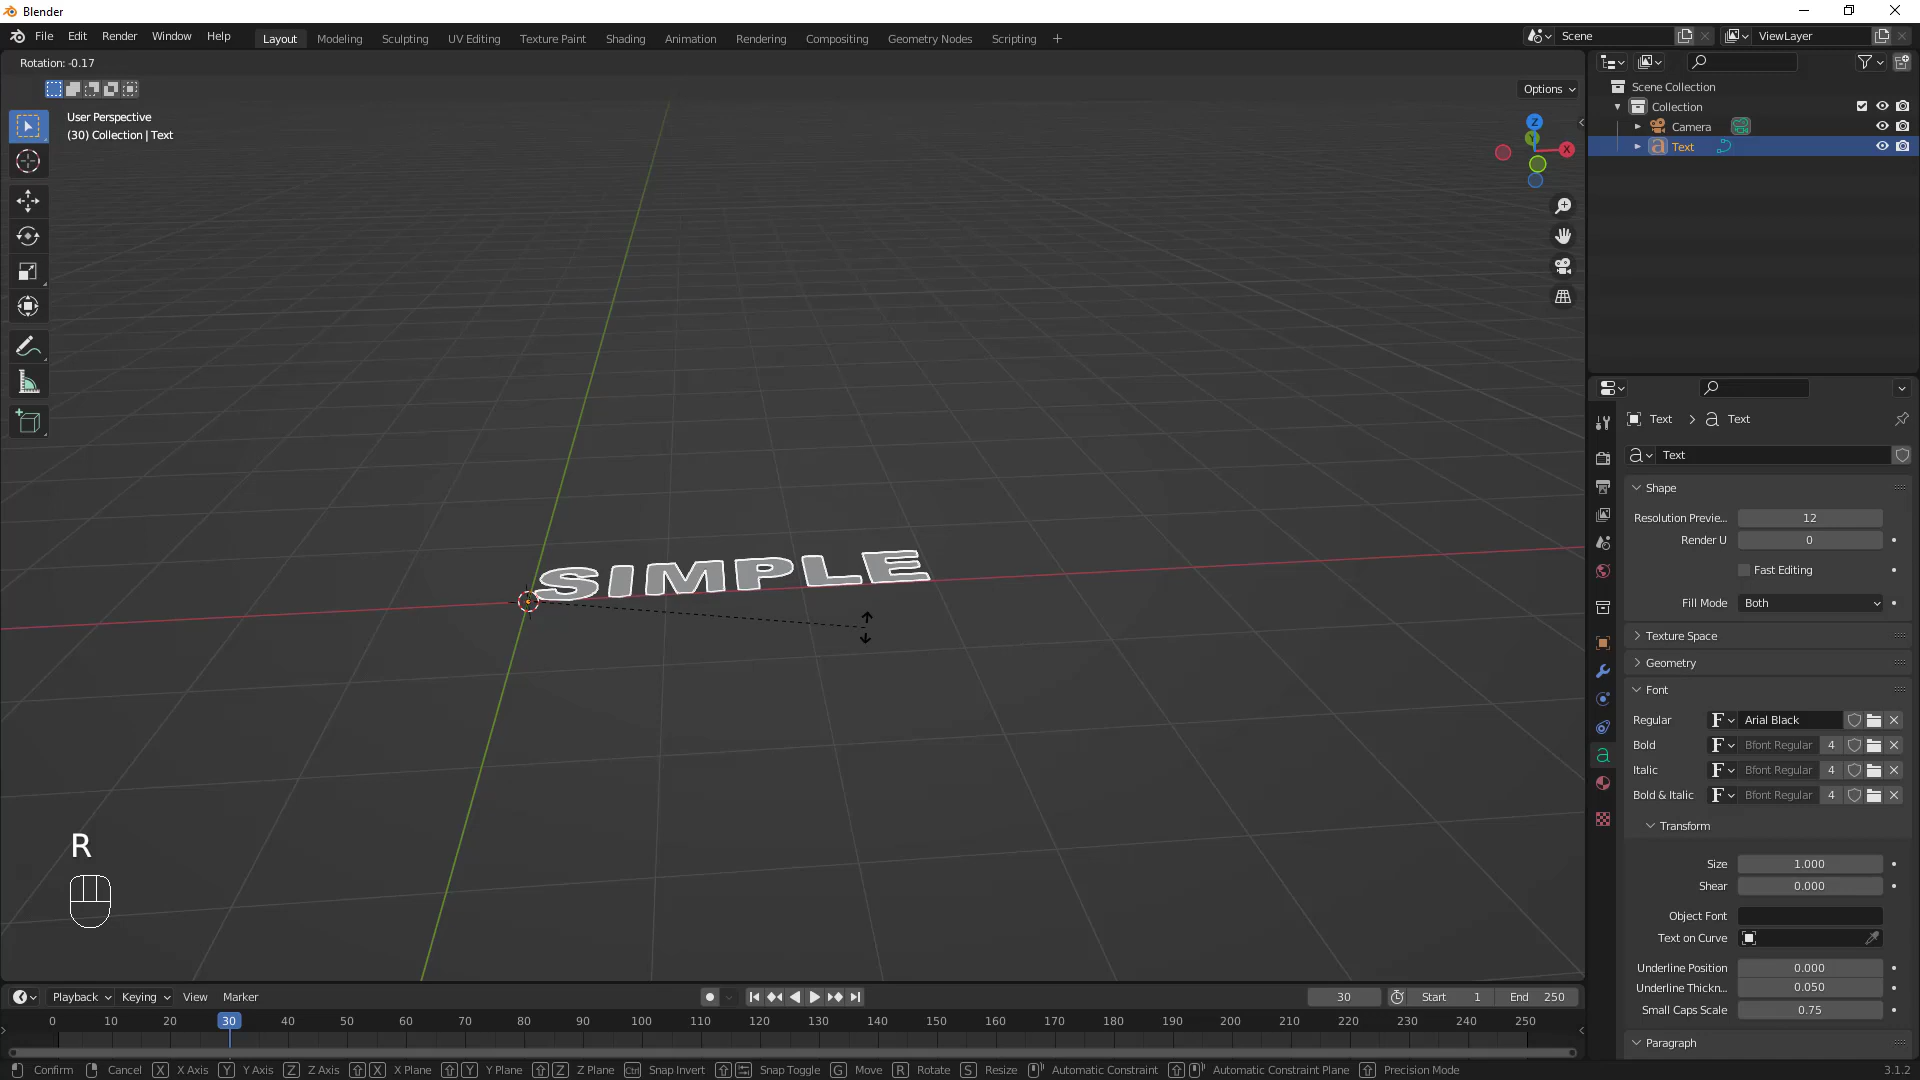 Blender
File Edit Render Window Help Layout Modeling Sculpting UV Editing Texture Paint Shading Animation Rendering Compositing Geometry Nodes Scripting + Scene ViewLayer
Rotation: -0.17
Options
User Perspective
(30) Collection | Text
Z
Y
X
SIMPLE
R
Scene Collection
Collection
Camera
Text
Text > Text
Text
Shape
Resolution Previe... 12
Render U 0
Fast Editing
Fill Mode Both
Texture Space
Geometry
Font
Regular F Arial Black
Bold F Bfont Regular 4
Italic F Bfont Regular 4
Bold & Italic F Bfont Regular 4
Transform
Size 1.000
Shear 0.000
Object Font
Text on Curve
Underline Position 0.000
Underline Thickn... 0.050
Small Caps Scale 0.75
Paragraph
Playback Keying View Marker 30 Start 1 End 250
0 10 20 30 40 50 60 70 80 90 100 110 120 130 140 150 160 170 180 190 200 210 220 230 240 250
Confirm Cancel X X Axis Y Y Axis Z Z Axis X X Plane Y Y Plane Z Z Plane Ctrl Snap Invert Snap Toggle G Move R Rotate S Resize Automatic Constraint Automatic Constraint Plane Precision Mode 3.1.2